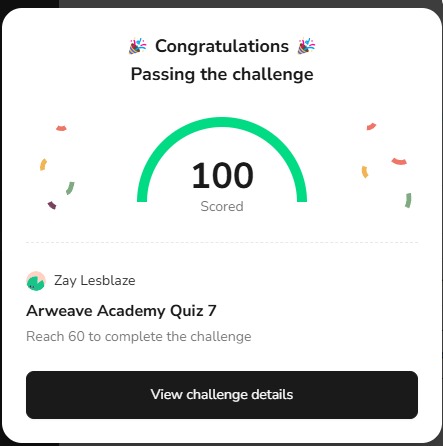 🎉 Congratulations 🎉
Passing the challenge
100
Scored
Zay Lesblaze
Arweave Academy Quiz 7
Reach 60 to complete the challenge
View challenge details